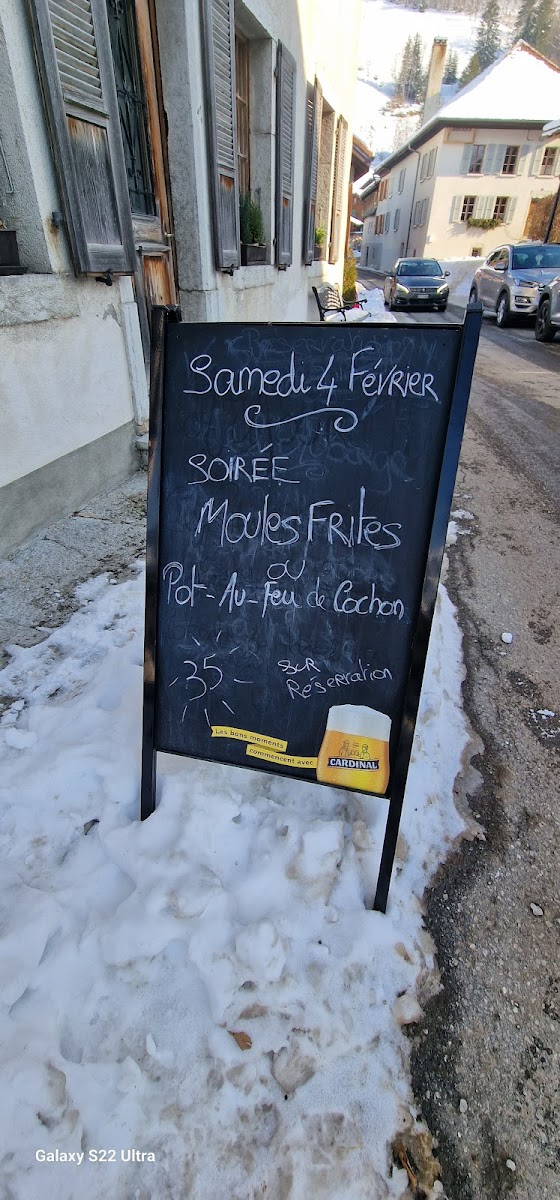 Samedi 4 Février
SOIRÉE
Moules Frites
ou
Pot-Au-Feu de Cochon
35
SUR
Réservation
Les bons moments
commencent avec
CARDINAL
Galaxy S22 Ultra